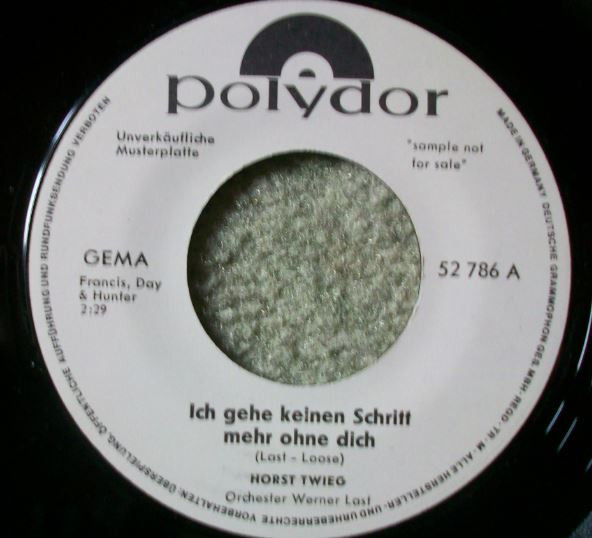 polydor
Unverkäufliche
Musterplatte
"sample not
for sale"
GEMA
Francis, Day
& Hunter
2:29
52 786 A
Ich gehe keinen Schritt
mehr ohne dich
(Last - Loose)
HORST TWIEG
Orchester Werner Last
MADE IN GERMANY DEUTSCHE GRAMMOPHON GES. MBH · REGD · TR · M · ALLE HERSTELLER- UND URHEBERRECHTE VORBEHALTEN · ÜBERSPIELUNG, ÖFFENTLICHE AUFFÜHRUNG UND RUNDFUNKSENDUNG VERBOTEN